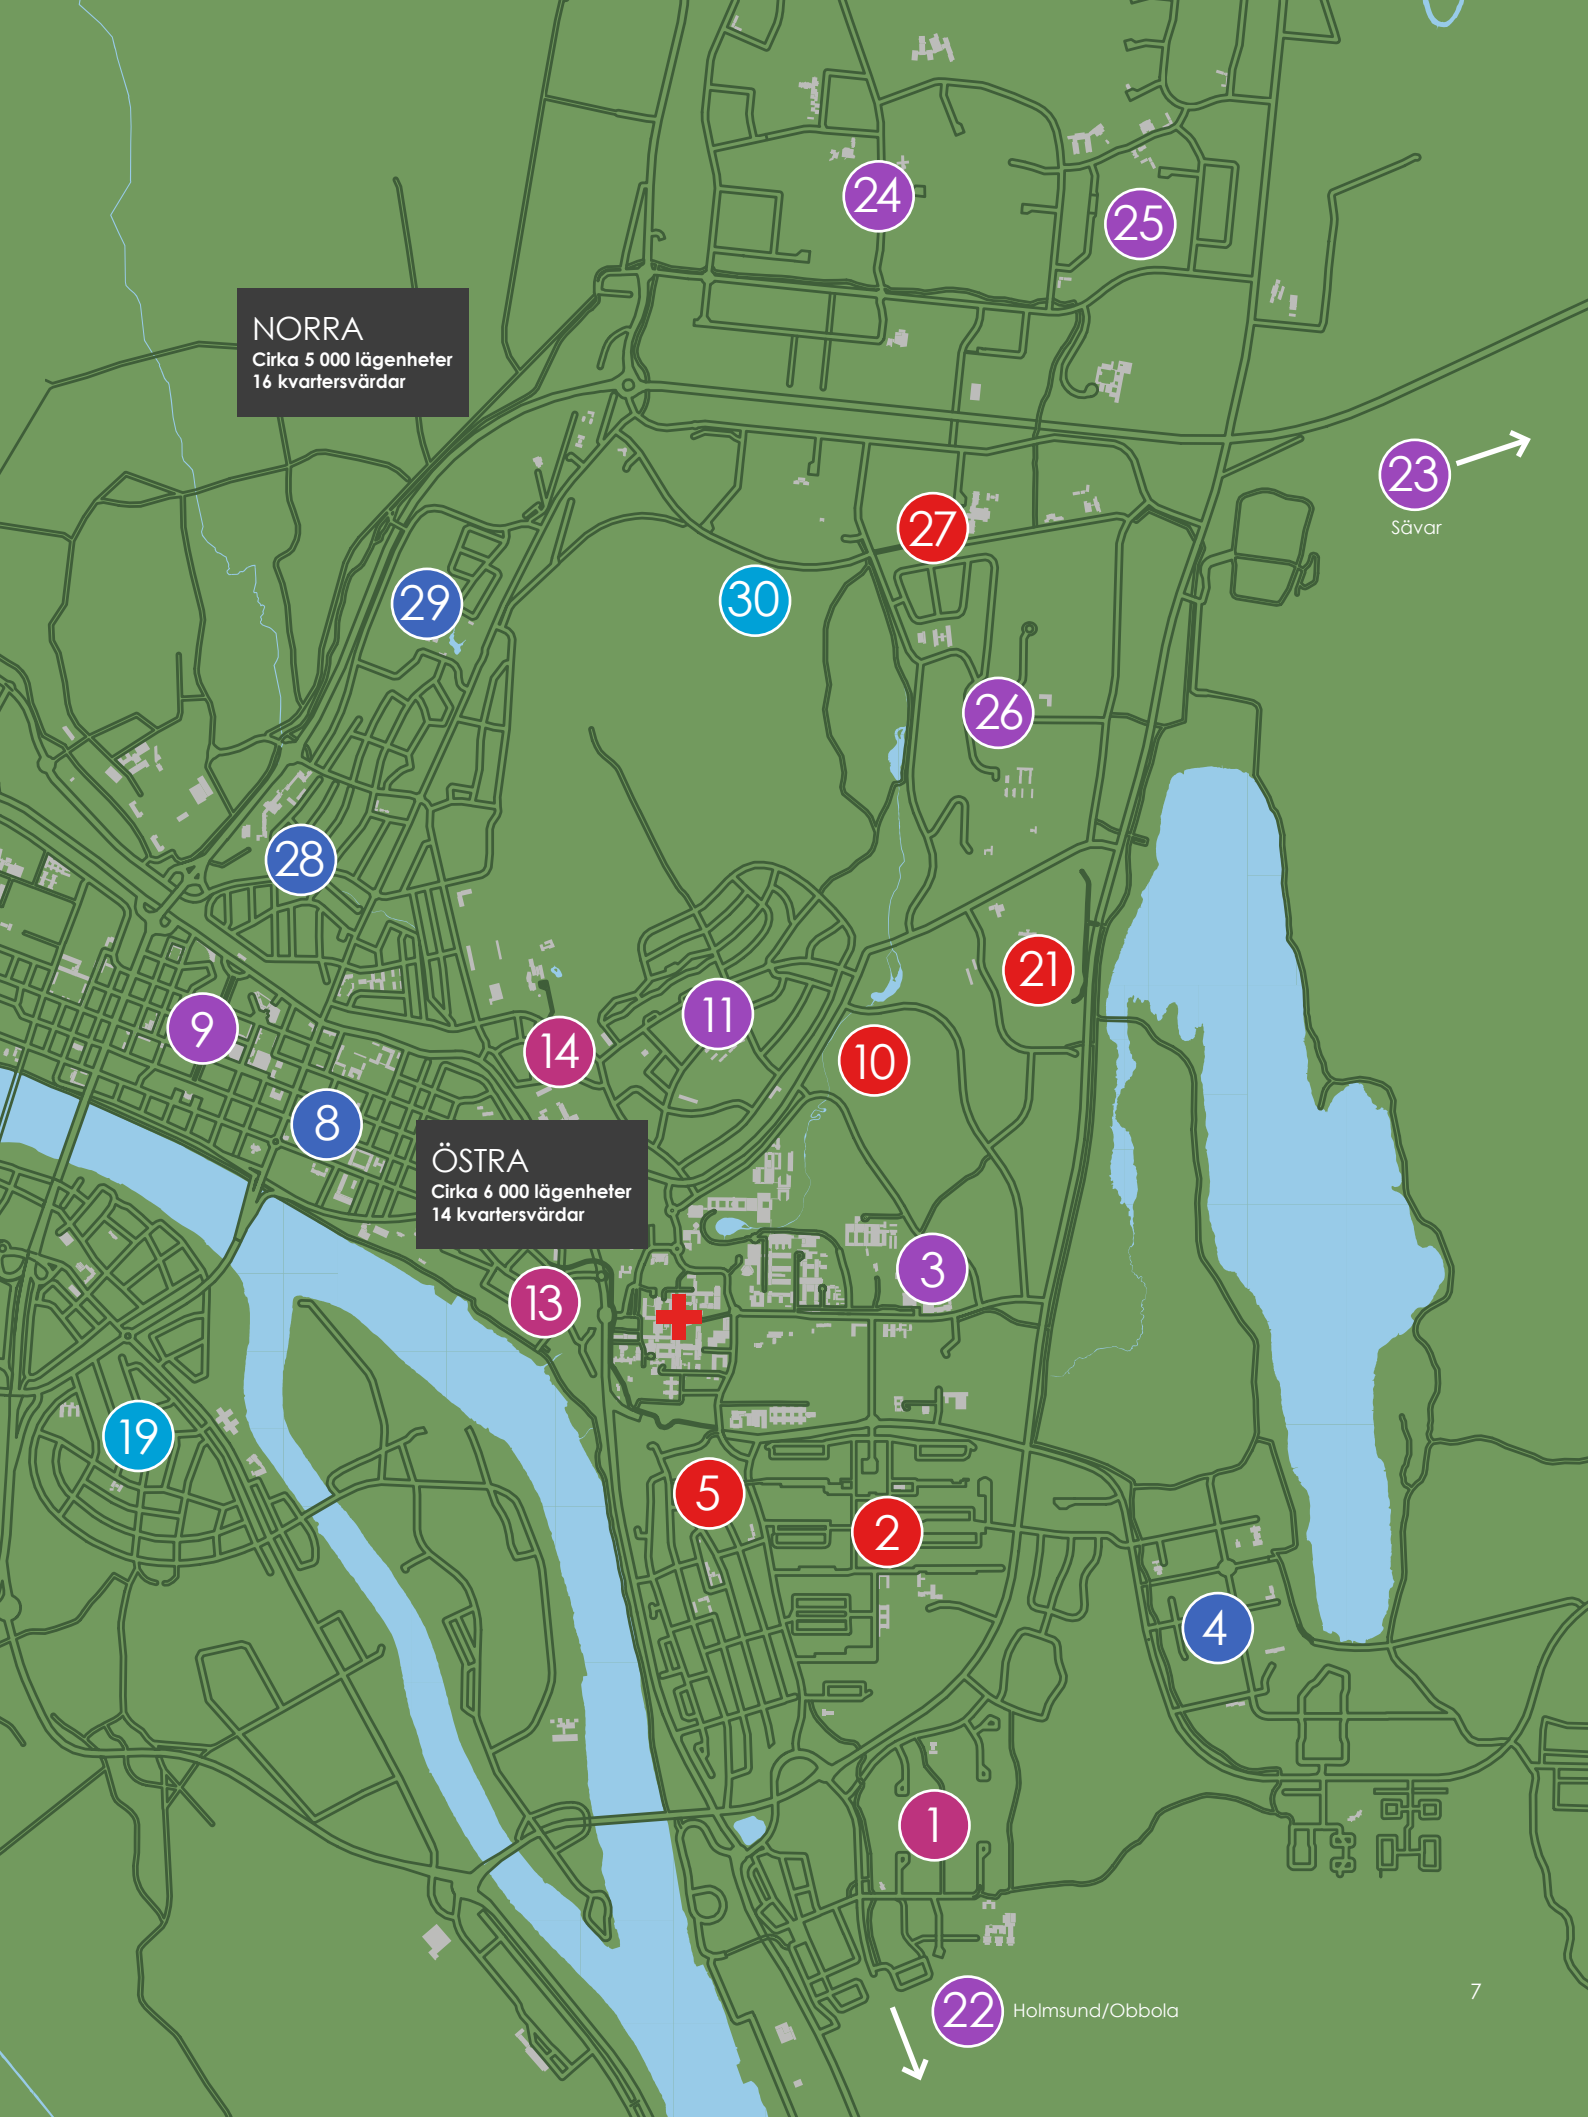 24
25
NORRA
Cirka 5 000 lägenheter
16 kvartersvärdar
23
Sävar
27
29
30
26
28
21
9
11
14
10
8
ÖSTRA
Cirka 6 000 lägenheter
14 kvartersvärdar
3
13
19
5
2
4
1
7
22 Holmsund/Obbola